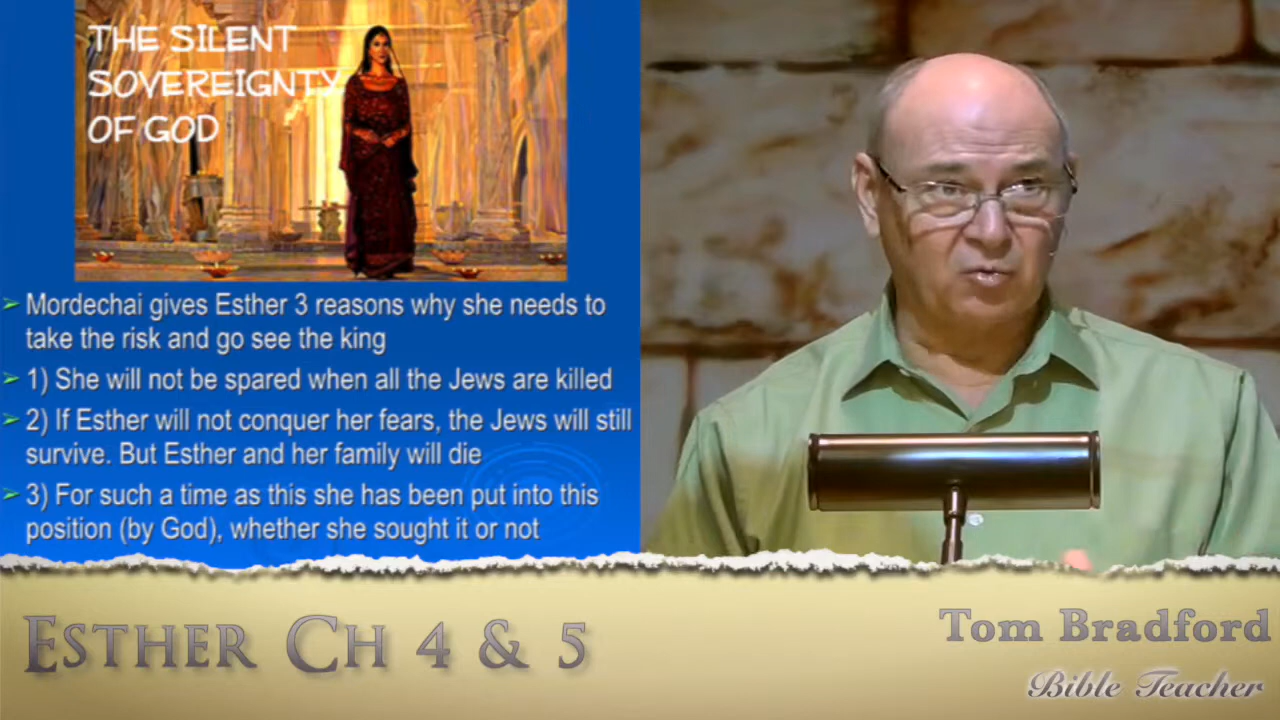 THE SILENT
SOVEREIGNTY
OF GOD
➢ Mordechai gives Esther 3 reasons why she needs to
take the risk and go see the king
➢ 1) She will not be spared when all the Jews are killed
➢ 2) If Esther will not conquer her fears, the Jews will still
survive. But Esther and her family will die
➢ 3) For such a time as this she has been put into this
position (by God), whether she sought it or not
Esther Ch 4 & 5
Tom Bradford
Bible Teacher